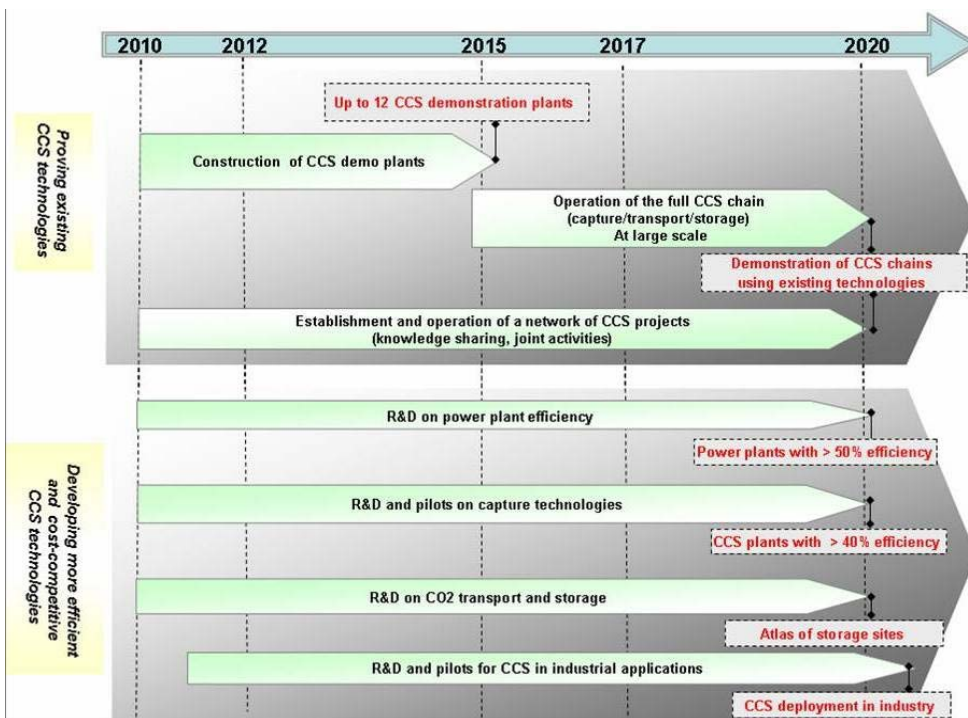 2010 2012 2015 2017 2020
Proving existing
CCS technologies
Up to 12 CCS demonstration plants
Construction of CCS demo plants
Operation of the full CCS chain
(capture/transport/storage)
At large scale
Demonstration of CCS chains
using existing technologies
Establishment and operation of a network of CCS projects
(knowledge sharing, joint activities)
Developing more efficient
and cost-competitive
CCS technologies
R&D on power plant efficiency
Power plants with > 50% efficiency
R&D and pilots on capture technologies
CCS plants with > 40% efficiency
R&D on CO2 transport and storage
Atlas of storage sites
R&D and pilots for CCS in industrial applications
CCS deployment in industry